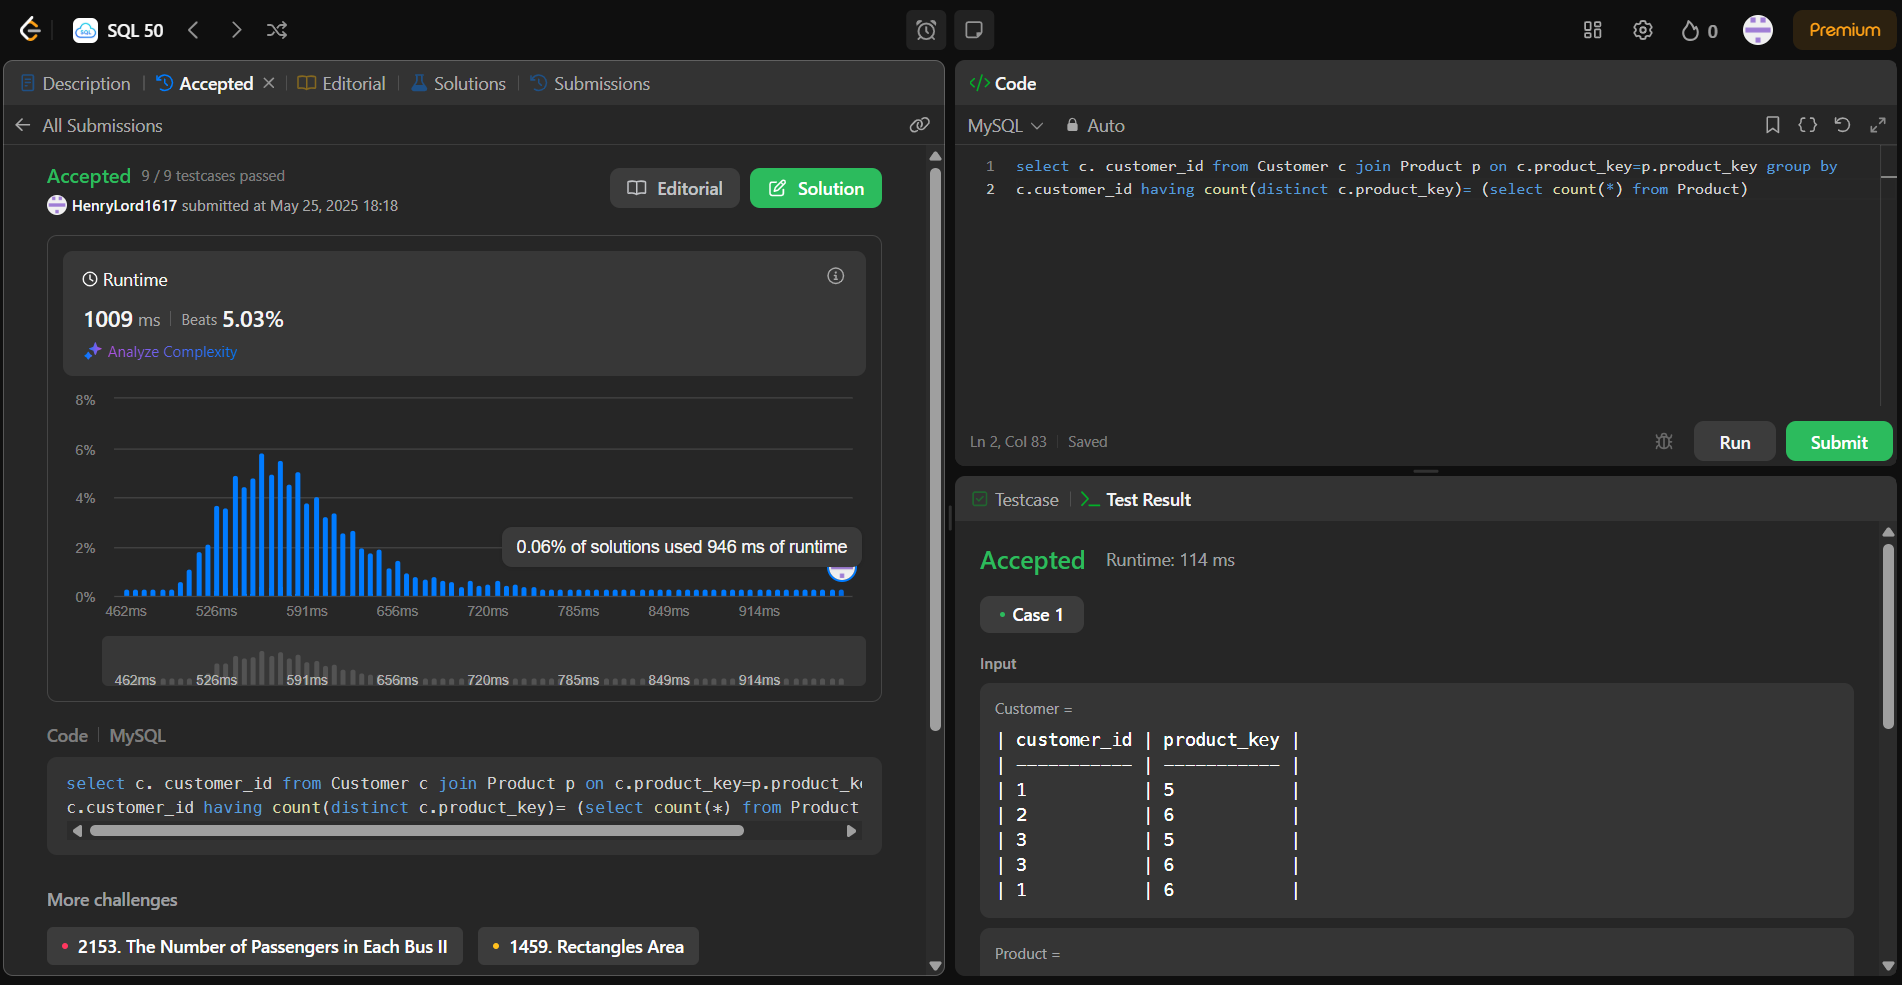 SQL 50
0
Premium
Description
Accepted
Editorial
Solutions
Submissions
All Submissions
Accepted 9 / 9 testcases passed
HenryLord1617 submitted at May 25, 2025 18:18
Editorial
Solution
Runtime
1009 ms Beats 5.03%
Analyze Complexity
8%
6%
4%
2%
0%
0.06% of solutions used 946 ms of runtime
462ms 526ms 591ms 656ms 720ms 785ms 849ms 914ms
462ms 526ms 591ms 656ms 720ms 785ms 849ms 914ms
Code MySQL
select c. customer_id from Customer c join Product p on c.product_key=p.product_k
c.customer_id having count(distinct c.product_key)= (select count(*) from Product
More challenges
2153. The Number of Passengers in Each Bus II
1459. Rectangles Area
</> Code
MySQL Auto
1 select c. customer_id from Customer c join Product p on c.product_key=p.product_key group by
2 c.customer_id having count(distinct c.product_key)= (select count(*) from Product)
Ln 2, Col 83 Saved
Run
Submit
Testcase
Test Result
Accepted Runtime: 114 ms
Case 1
Input
Customer =
| customer_id | product_key |
| ----------- | ----------- |
| 1 | 5 |
| 2 | 6 |
| 3 | 5 |
| 3 | 6 |
| 1 | 6 |
Product =